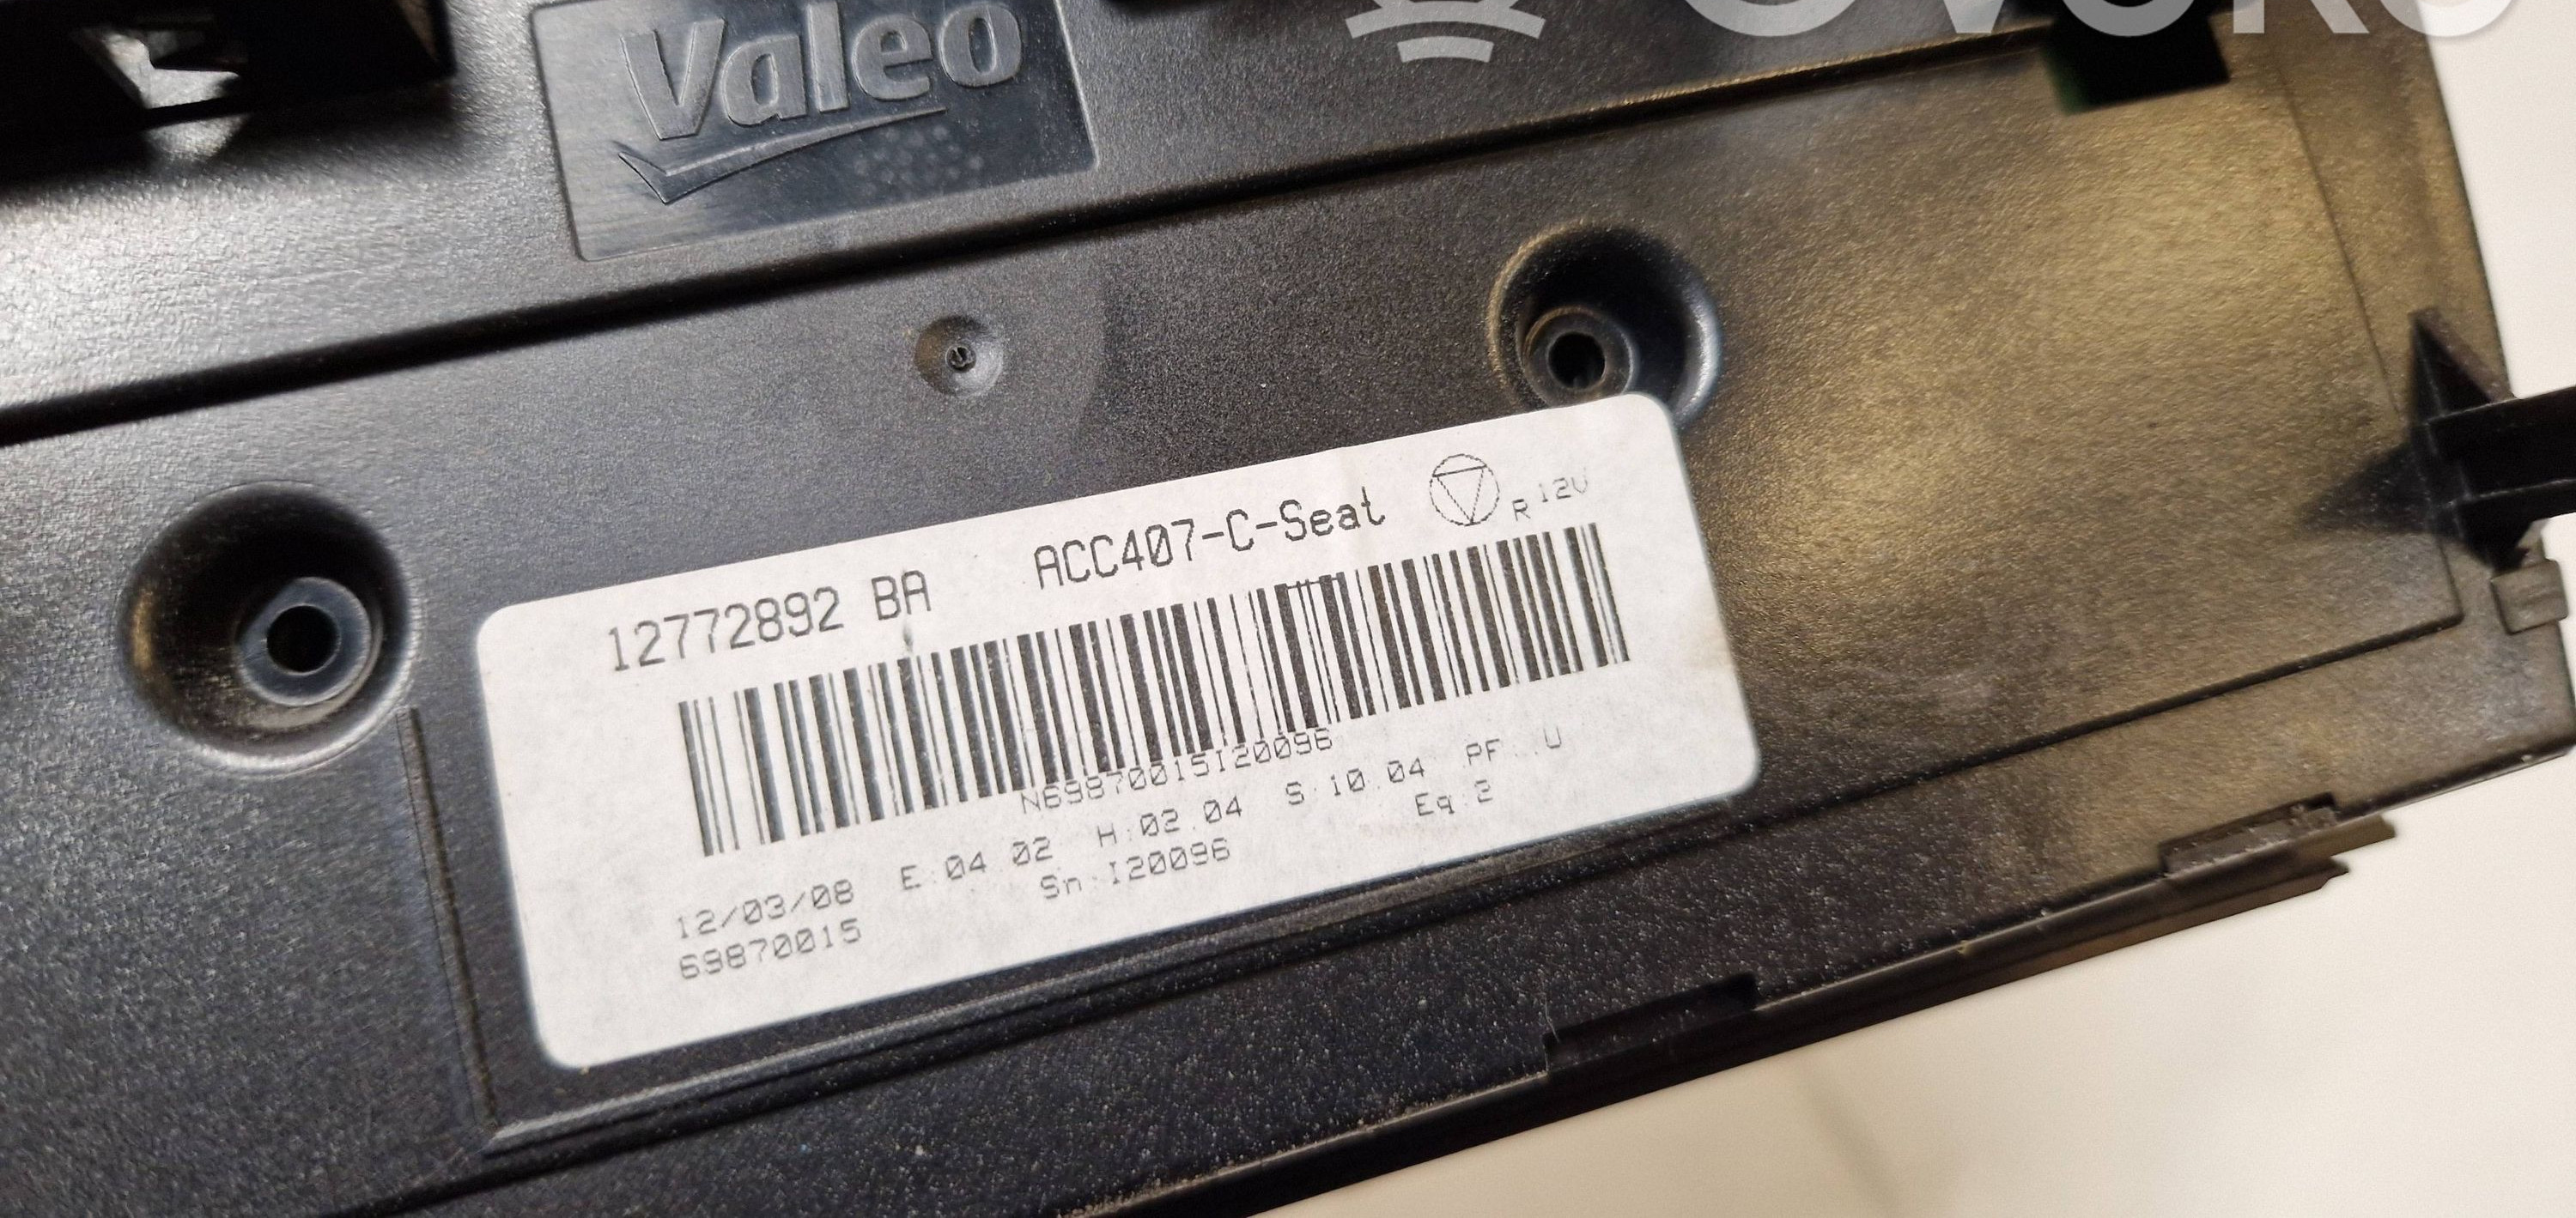 Valeo
12772892 BA ACC407-C-Seat R 12V
N69870015I20096
12/03/08 E:04.02 H:02.04 S:10.04 PF:.U
69870015 Sn:I20096 Eq:2